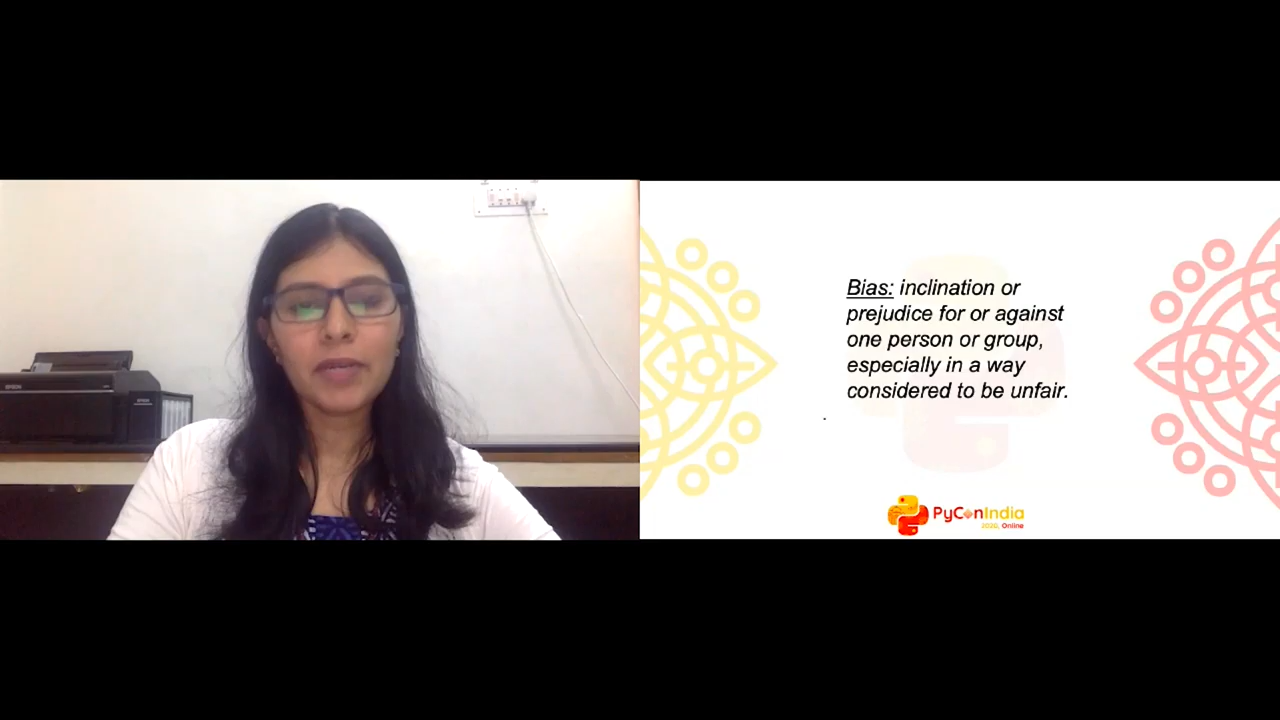 EPSON
Bias: inclination or
prejudice for or against
one person or group,
especially in a way
considered to be unfair.
PyConIndia
2020, Online